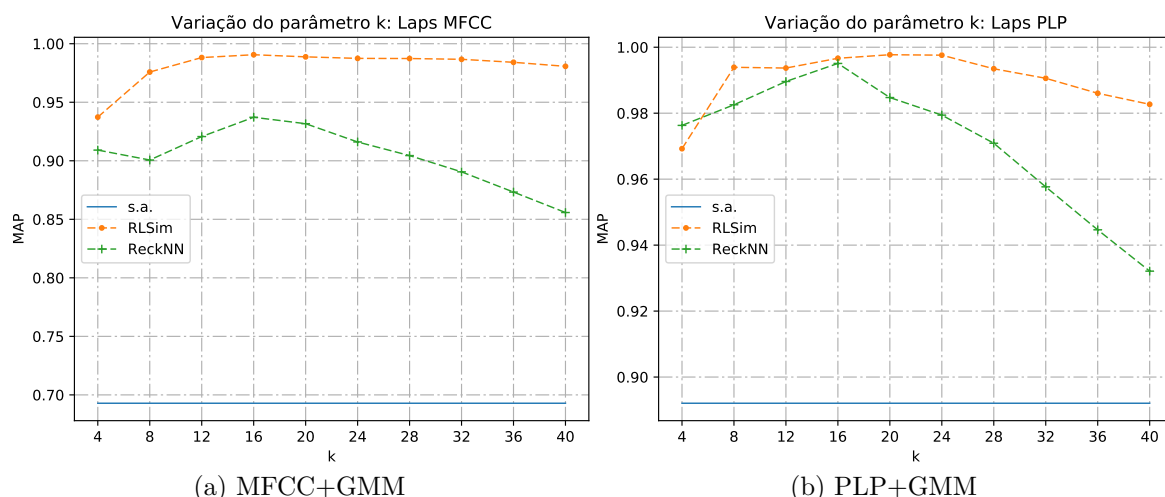 Variação do parâmetro k: Laps MFCC
1.00
0.95
0.90
0.85
0.80
0.75
0.70
MAP
s.a.
RLSim
ReckNN
4 8 12 16 20 24 28 32 36 40
k
(a) MFCC+GMM
Variação do parâmetro k: Laps PLP
1.00
0.98
0.96
0.94
0.92
0.90
MAP
s.a.
RLSim
ReckNN
4 8 12 16 20 24 28 32 36 40
k
(b) PLP+GMM